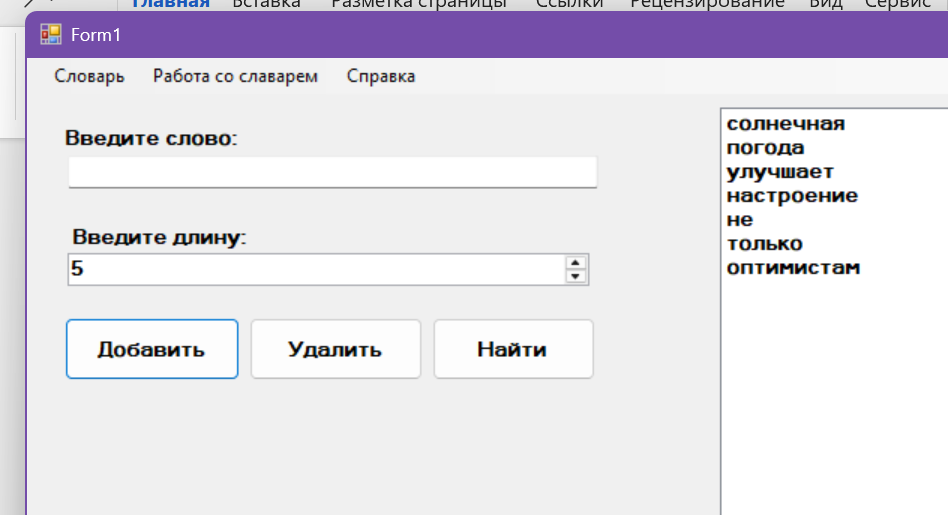 Главная Вставка Разметка страницы Ссылки Рецензирование Вид Сервис
Form1
Словарь Работа со славарем Справка
Введите слово:
Введите длину:
5
Добавить Удалить Найти
солнечная
погода
улучшает
настроение
не
только
оптимистам